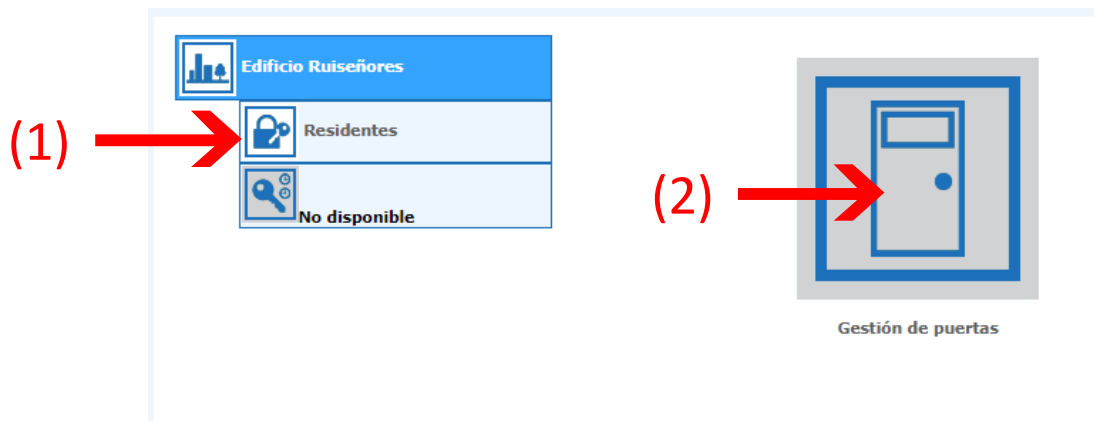 Edificio Ruiseñores
(1)
Residentes
No disponible
(2)
Gestión de puertas